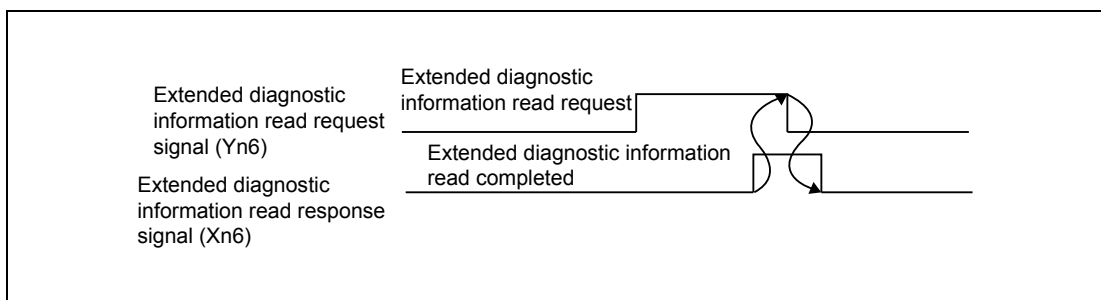 Extended diagnostic
information read request
signal (Yn6)
Extended diagnostic
information read request
Extended diagnostic information
read completed
Extended diagnostic
information read response
signal (Xn6)